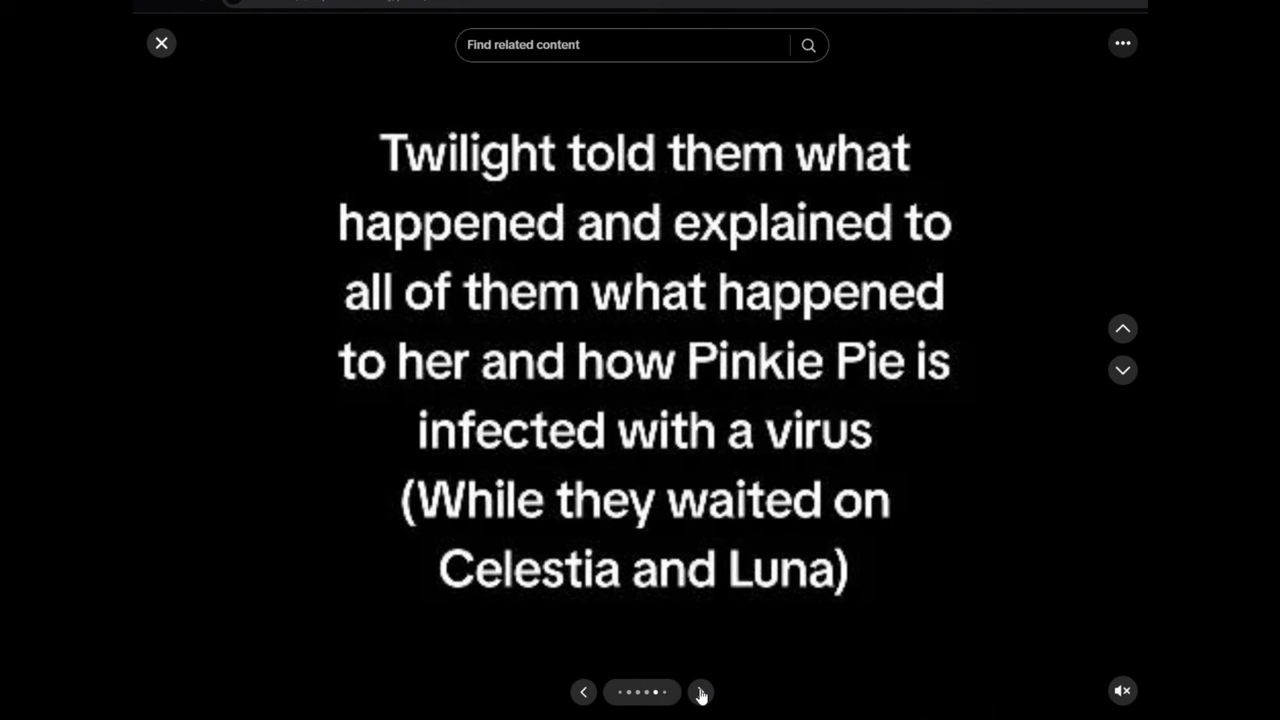 Find related content
Twilight told them what
happened and explained to
all of them what happened
to her and how Pinkie Pie is
infected with a virus
(While they waited on
Celestia and Luna)